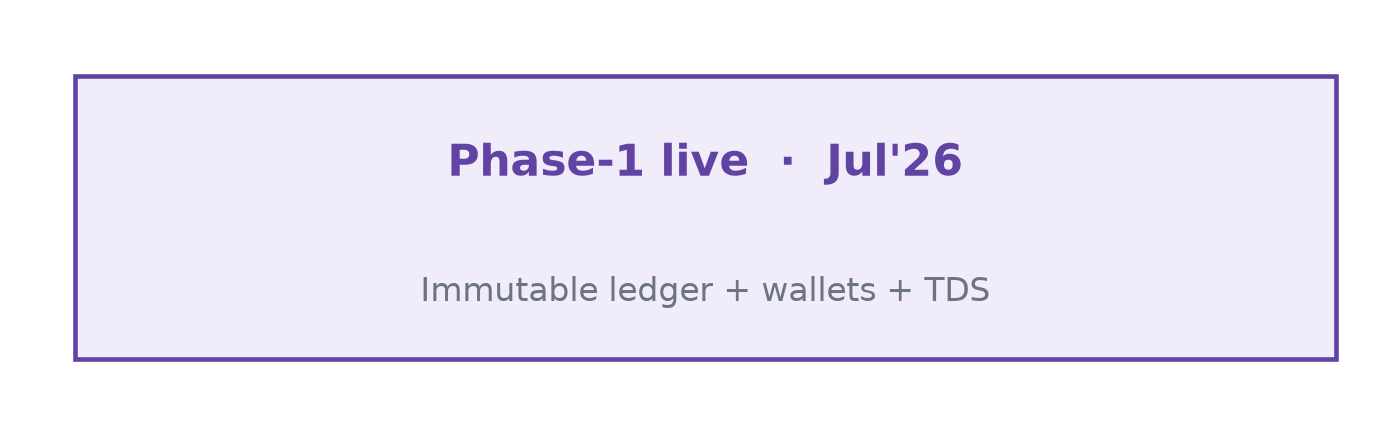 Phase-1 live · Jul'26
Immutable ledger + wallets + TDS